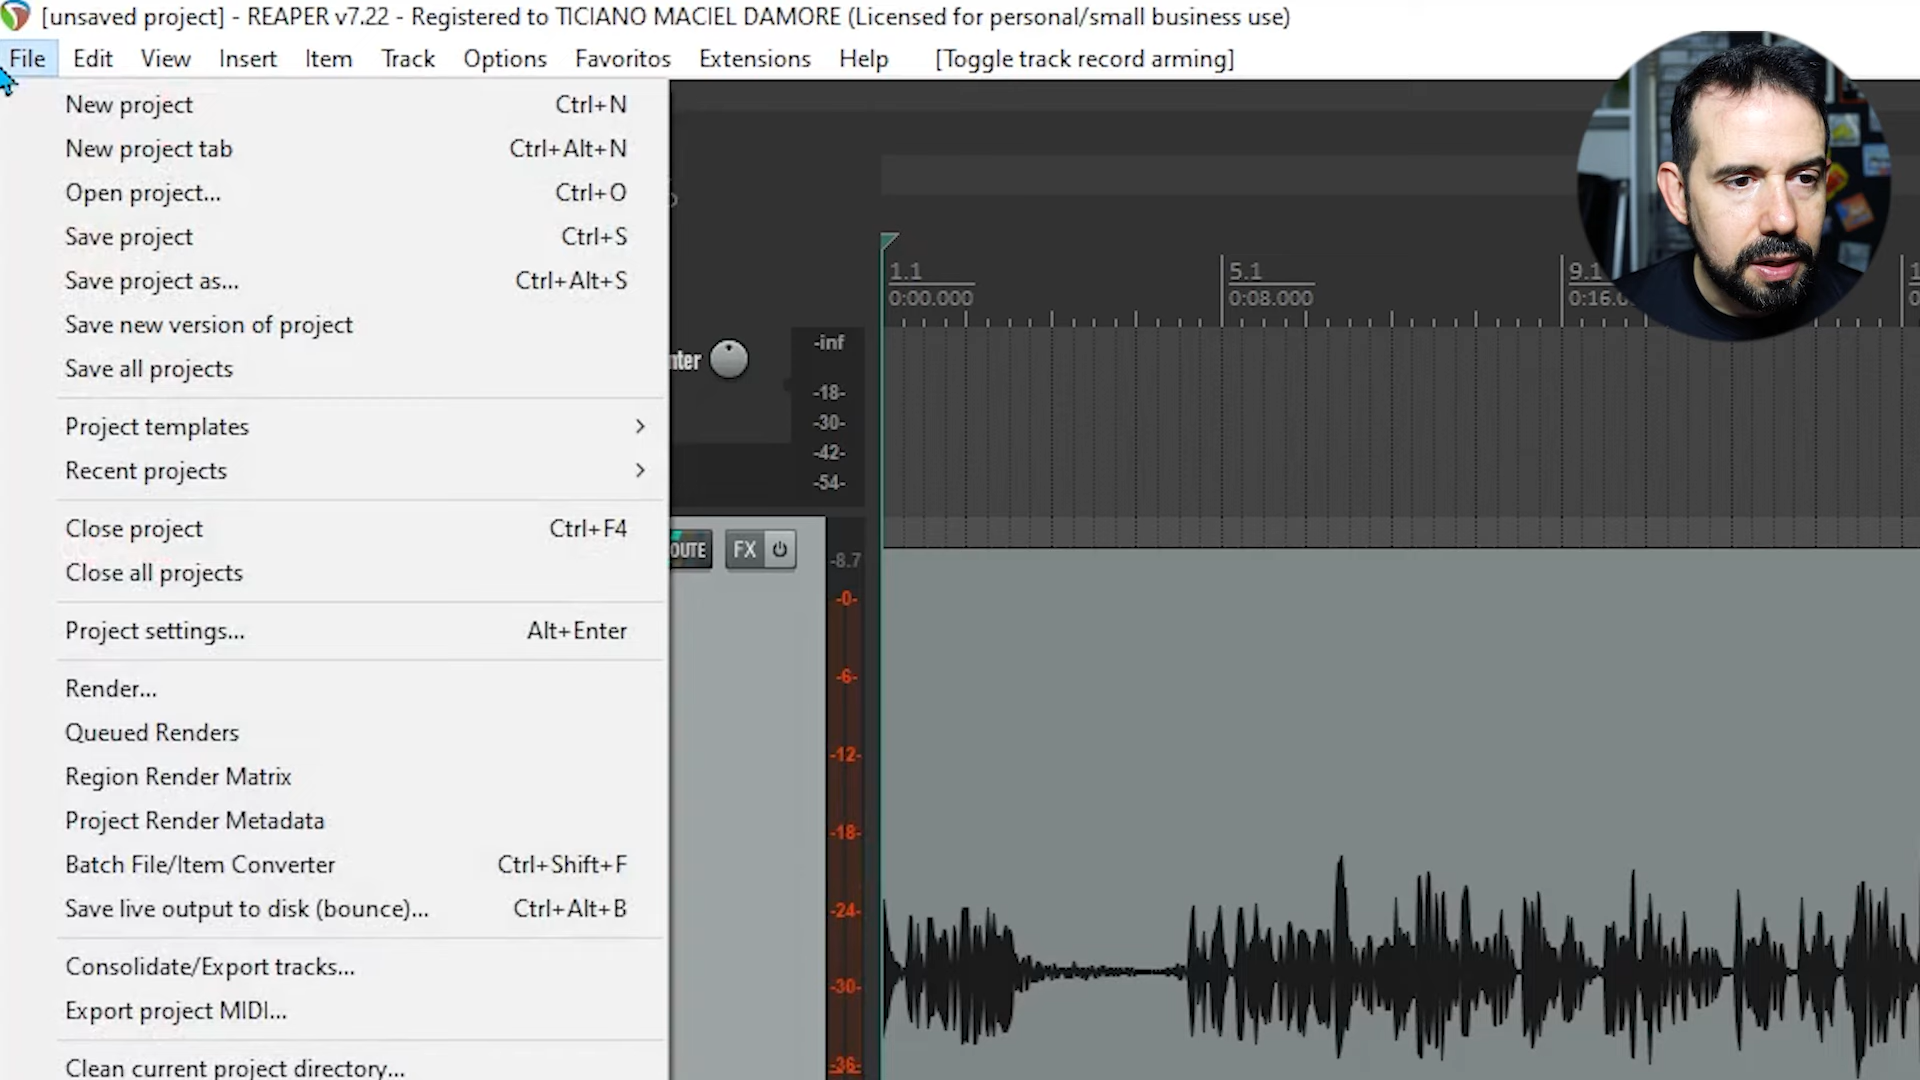 [unsaved project] - REAPER v7.22 - Registered to TICIANO MACIEL DAMORE (Licensed for personal/small business use)
File Edit View Insert Item Track Options Favoritos Extensions Help [Toggle track record arming]
New project Ctrl+N
New project tab Ctrl+Alt+N
Open project... Ctrl+O
Save project Ctrl+S
Save project as... Ctrl+Alt+S
Save new version of project
Save all projects
Project templates
Recent projects
Close project Ctrl+F4
Close all projects
Project settings... Alt+Enter
Render...
Queued Renders
Region Render Matrix
Project Render Metadata
Batch File/Item Converter Ctrl+Shift+F
Save live output to disk (bounce)... Ctrl+Alt+B
Consolidate/Export tracks...
Export project MIDI...
Clean current project directory...
1.1 5.1 9.1
0:00.000 0:08.000 0:16.0
-inf
-18-
-30-
-42-
-54-
FX
-8.7
-0-
-6-
-12-
-18-
-24-
-30-
-36-